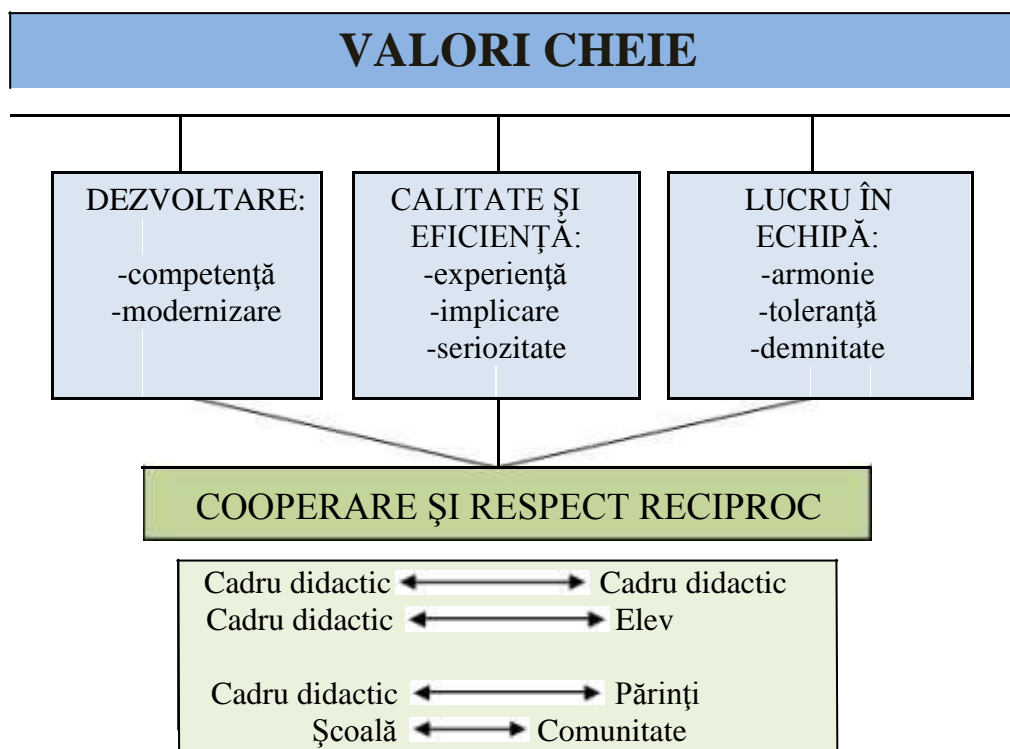 VALORI CHEIE
DEZVOLTARE:
-competenţă
-modernizare
CALITATE ŞI
EFICIENŢĂ:
-experienţă
-implicare
-seriozitate
LUCRU ÎN
ECHIPĂ:
-armonie
-toleranţă
-demnitate
COOPERARE ŞI RESPECT RECIPROC
Cadru didactic Cadru didactic
Cadru didactic Elev
Cadru didactic Părinţi
Şcoală Comunitate